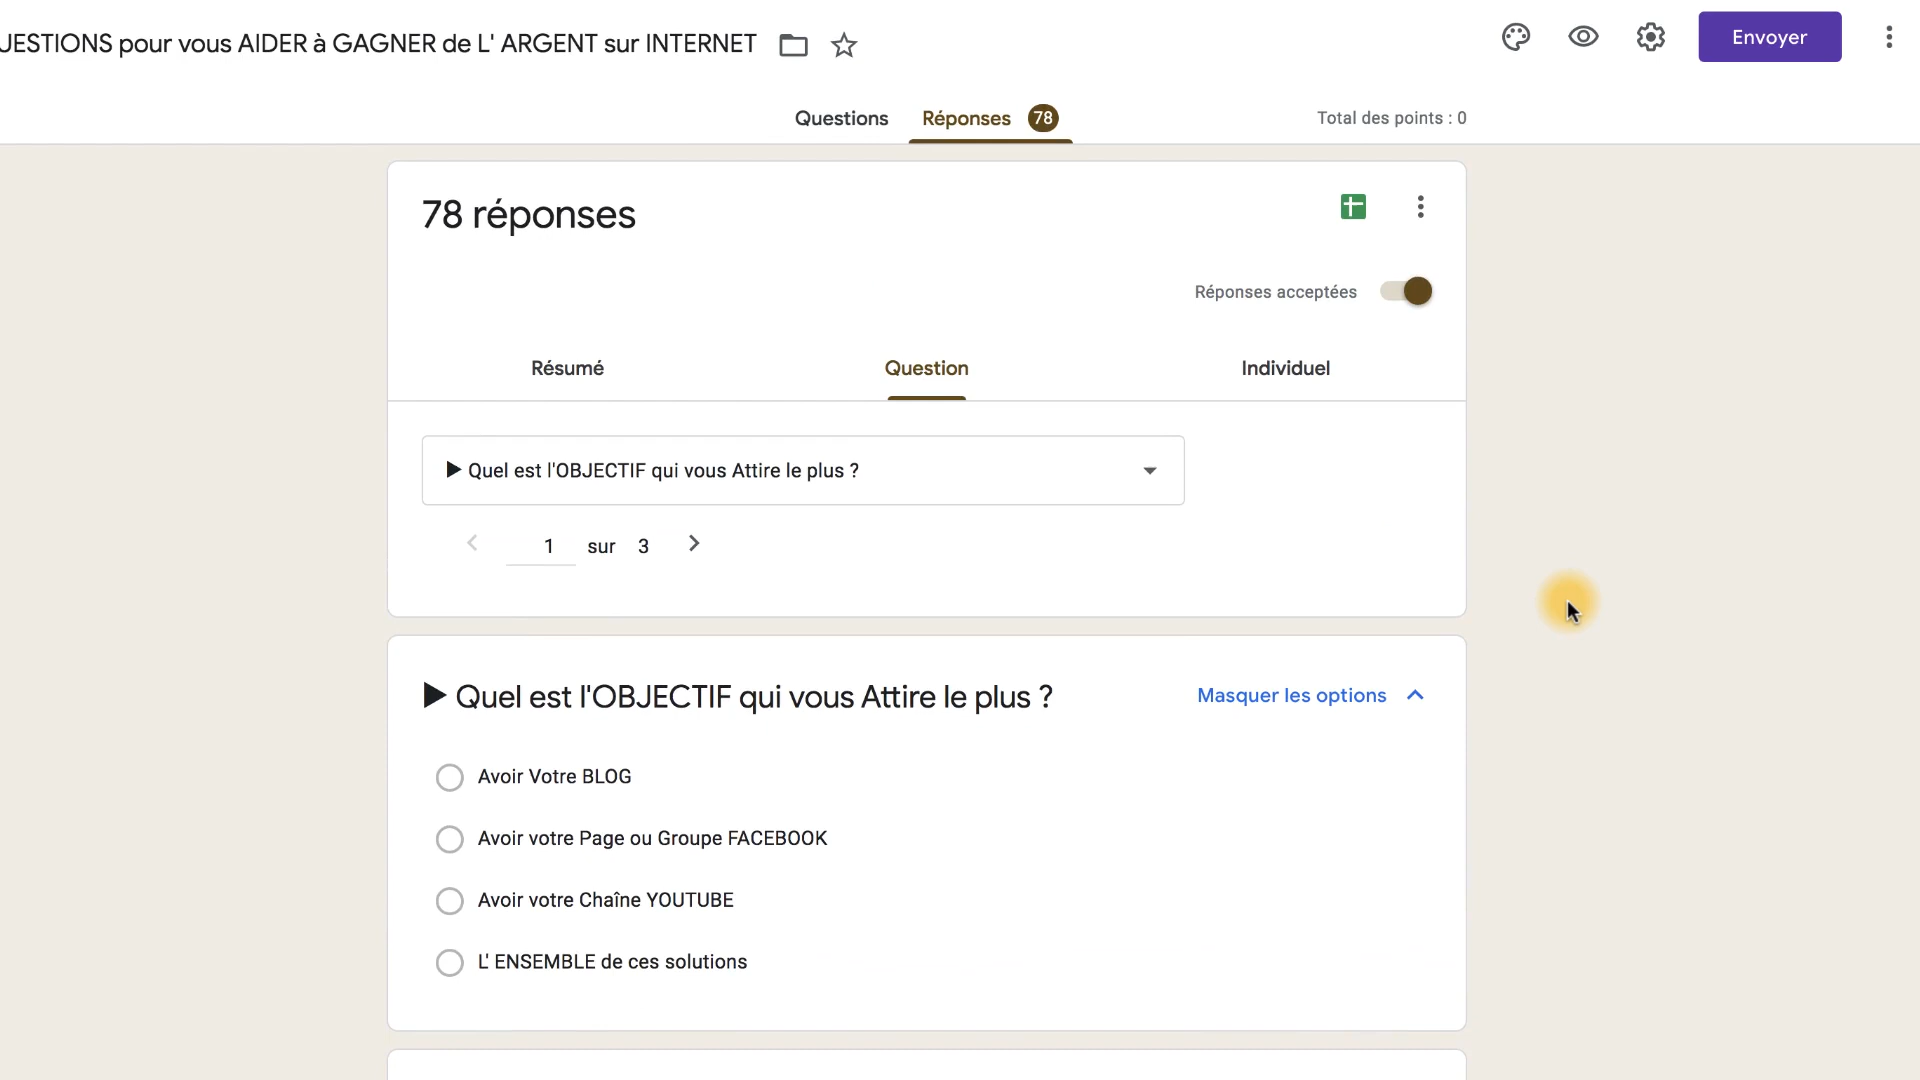 UESTIONS pour vous AIDER à GAGNER de L' ARGENT sur INTERNET
Envoyer
Questions
Réponses 78
Total des points : 0
78 réponses
Réponses acceptées
Résumé
Question
Individuel
▶ Quel est l'OBJECTIF qui vous Attire le plus ?
1 sur 3
▶ Quel est l'OBJECTIF qui vous Attire le plus ?
Masquer les options
Avoir Votre BLOG
Avoir votre Page ou Groupe FACEBOOK
Avoir votre Chaîne YOUTUBE
L' ENSEMBLE de ces solutions